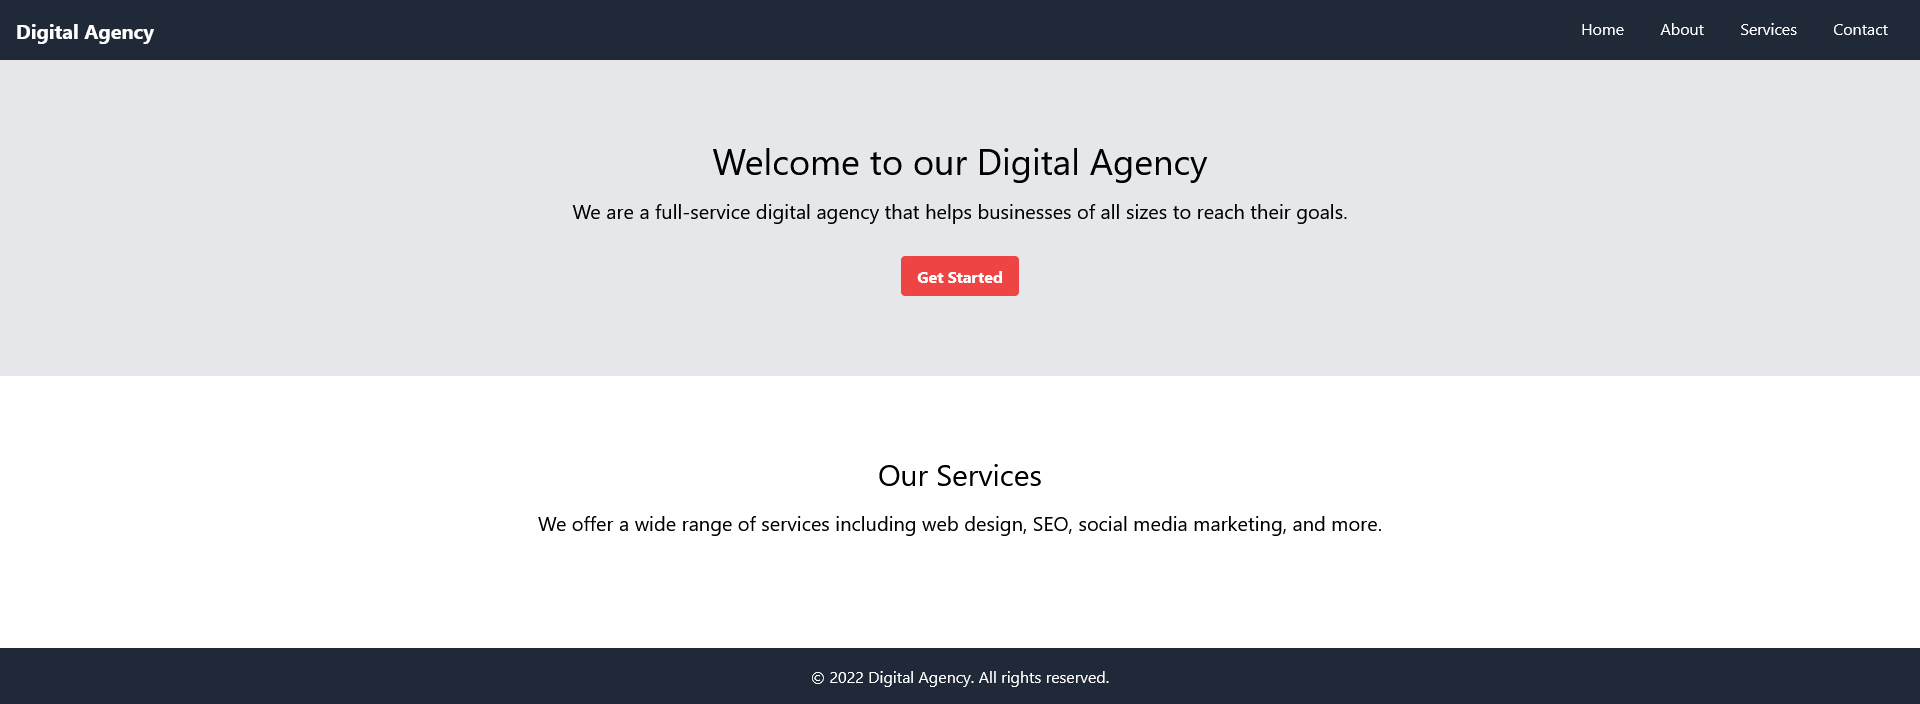 Digital Agency
Home About Services Contact
Welcome to our Digital Agency
We are a full-service digital agency that helps businesses of all sizes to reach their goals.
Get Started
Our Services
We offer a wide range of services including web design, SEO, social media marketing, and more.
© 2022 Digital Agency. All rights reserved.